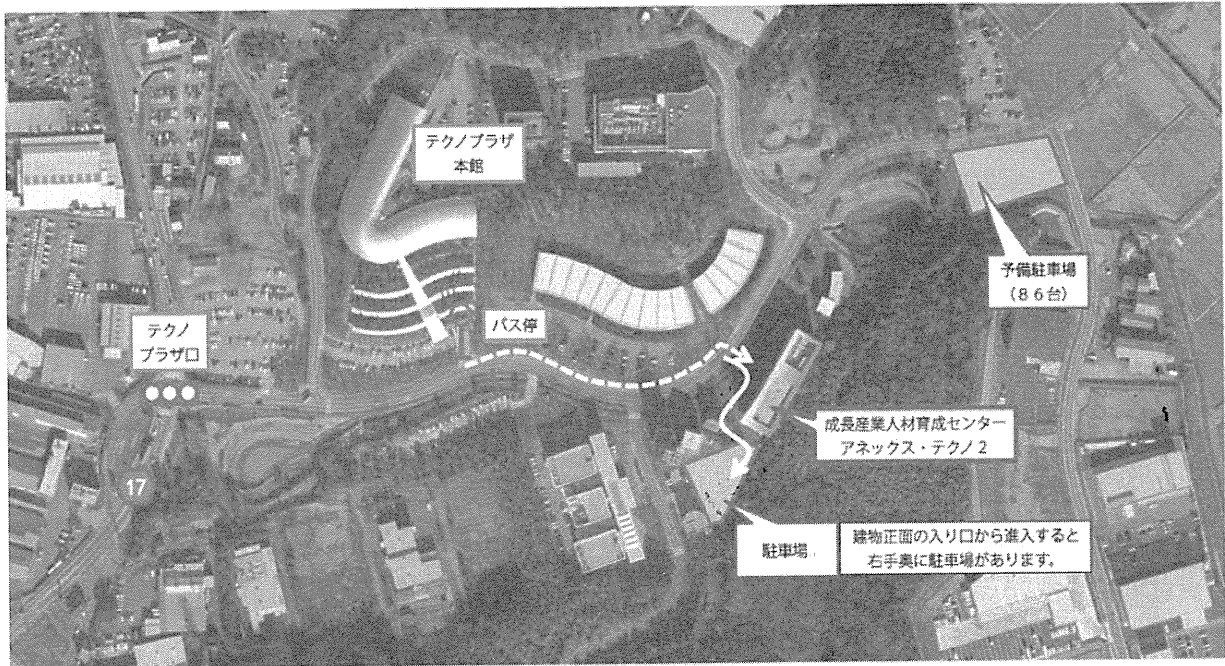 テクノプラザ
本館
予備駐車場
（８６台）
バス停
テクノ
プラザ口
成長産業人材育成センター
アネックス・テクノ２
17
駐車場
建物正面の入り口から進入すると
右手奥に駐車場があります。